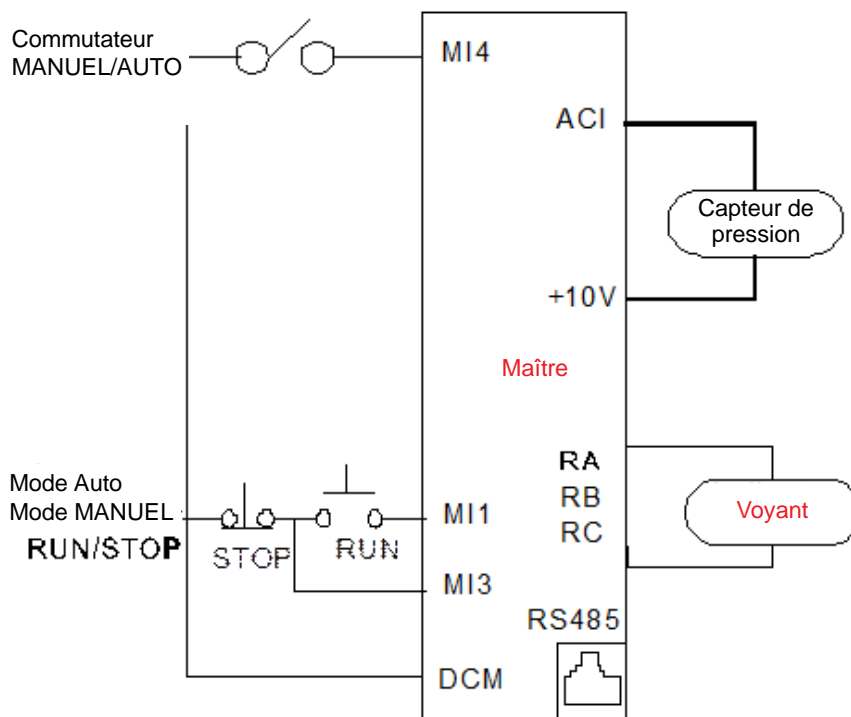 Commutateur
MANUEL/AUTO
MI4
ACI
Capteur de
pression
+10V
Maître
Mode Auto
Mode MANUEL
RUN/STOP
STOP
RUN
MI1
MI3
DCM
RA
RB
RC
Voyant
RS485